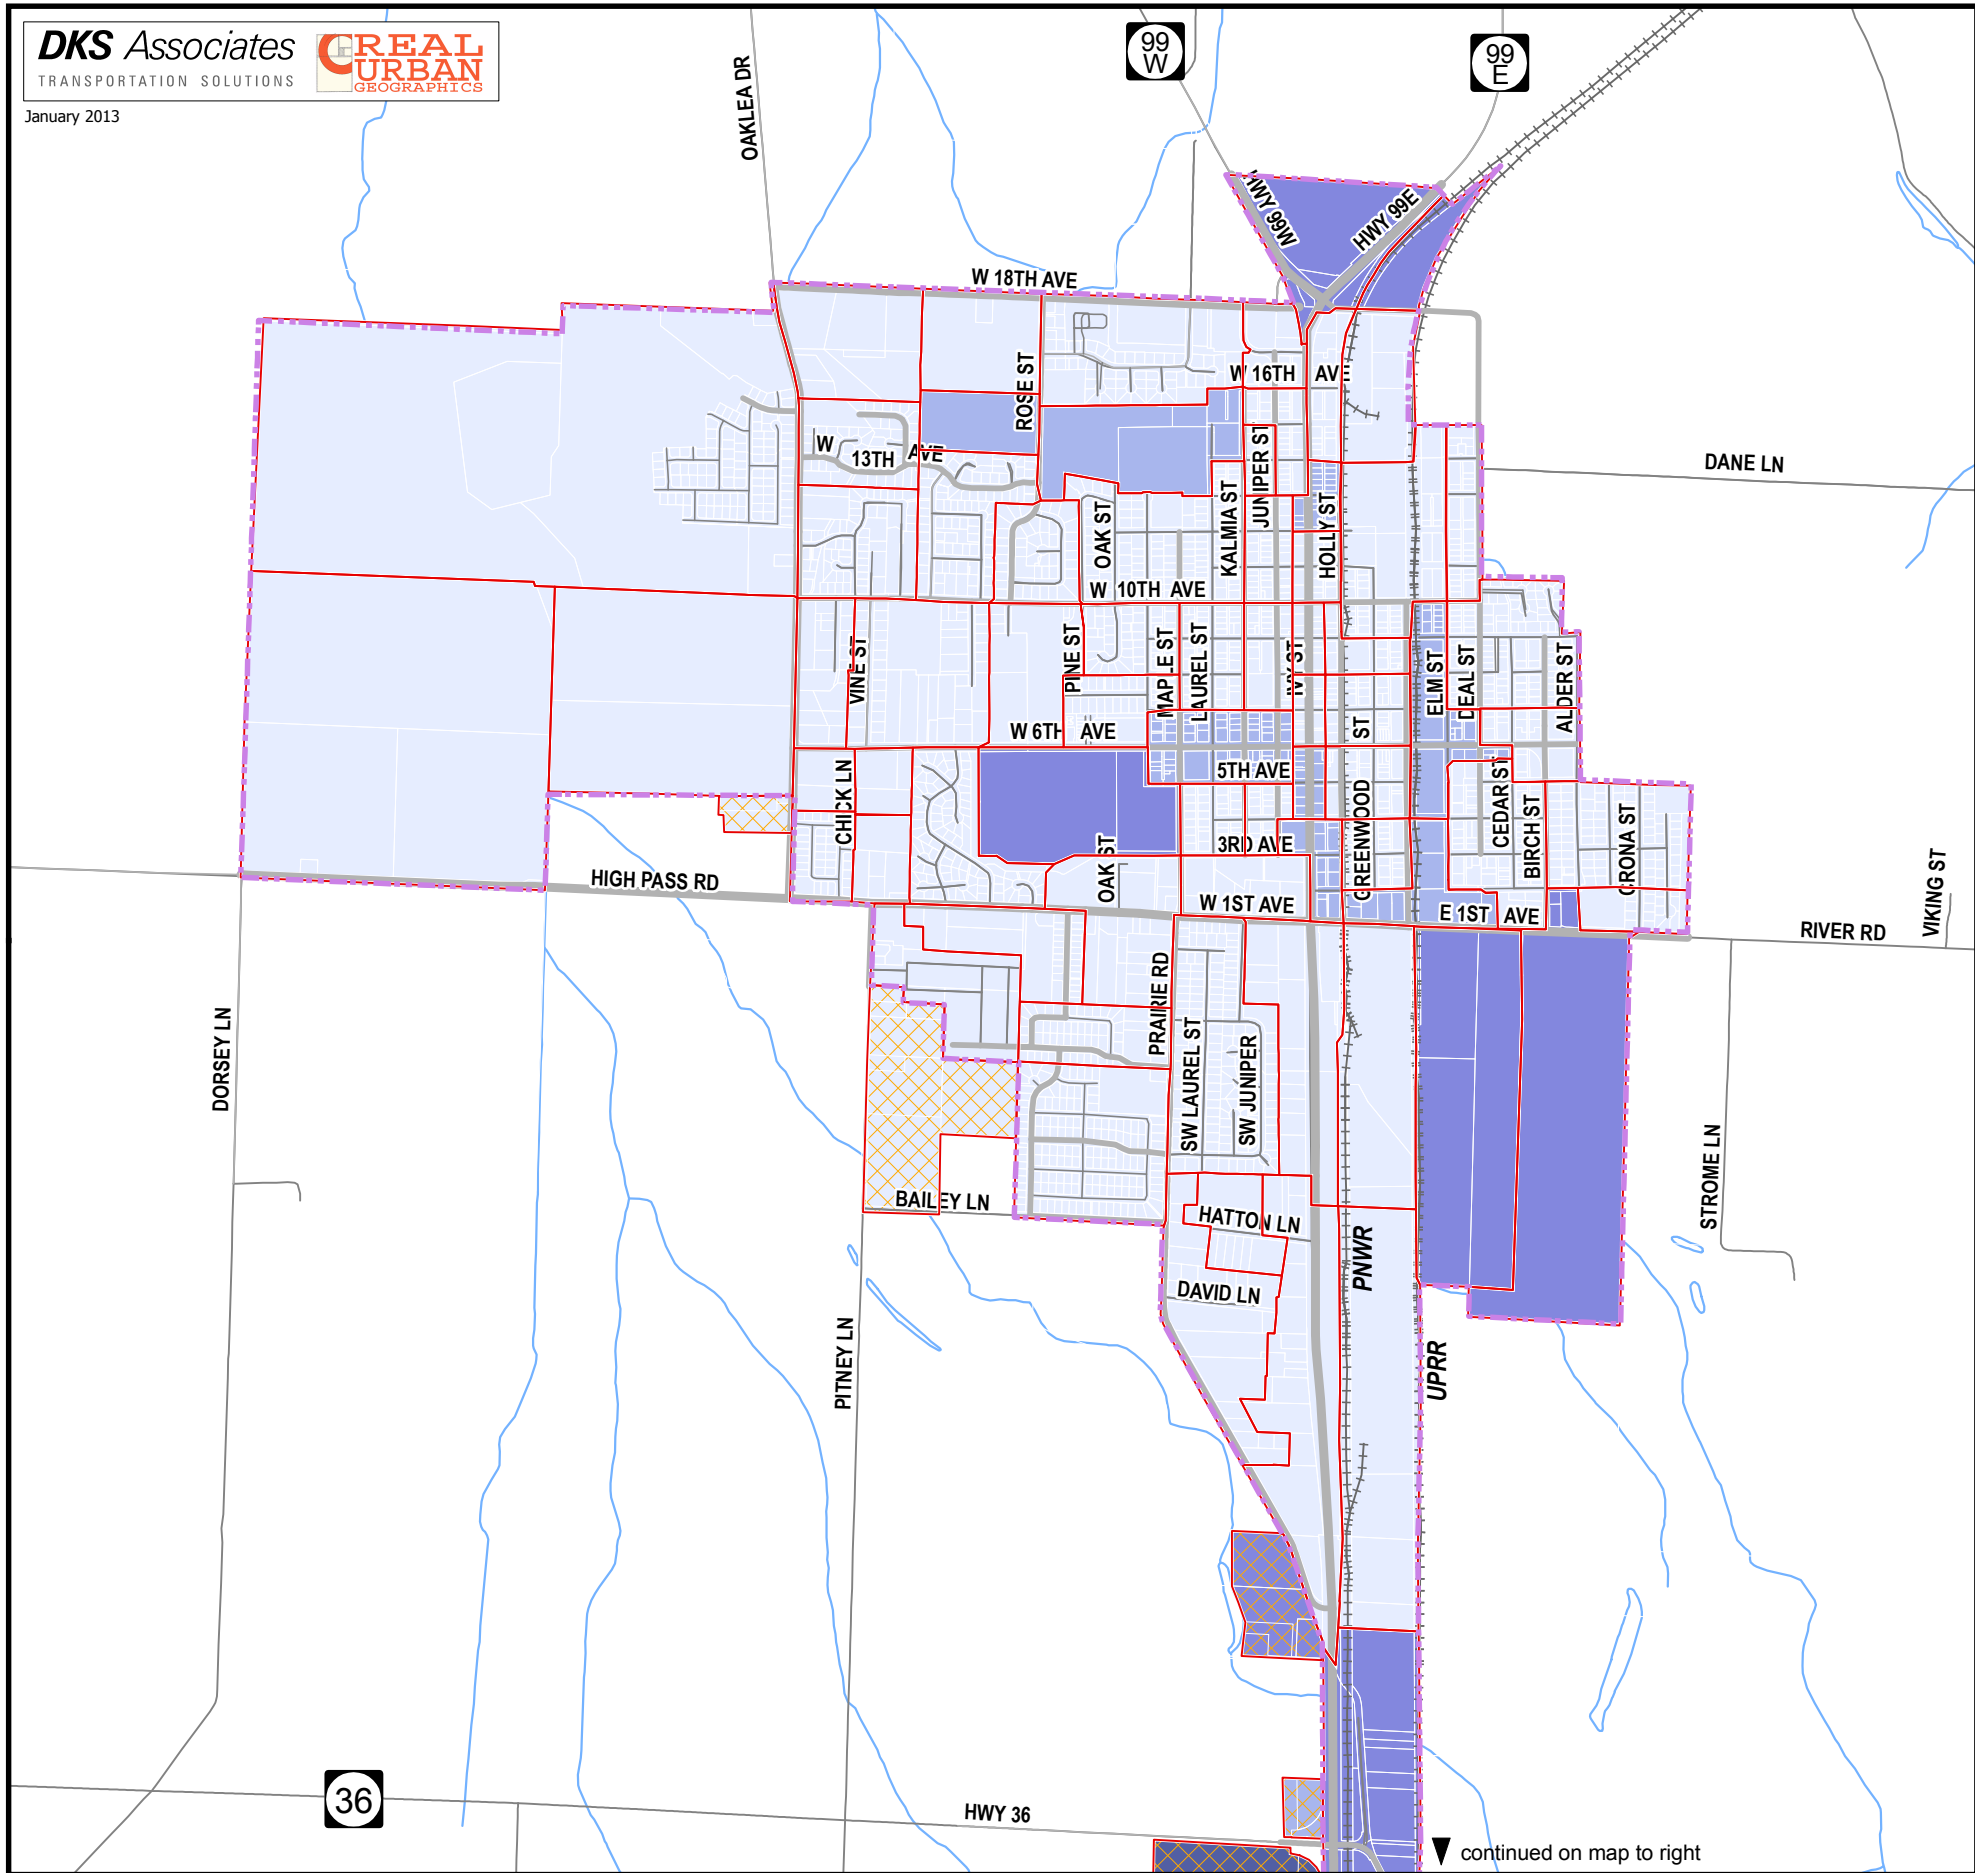 DKS Associates
TRANSPORTATION SOLUTIONS
REAL
URBAN
GEOGRAPHICS
January 2013
OAKLEA DR
99
W
99
E
HWY 99W
HWY 99E
W 18TH AVE
ROSE ST
W 16TH AVE
W 13TH AVE
JUNIPER ST
KALMIA ST
HOLLY ST
OAK ST
DANE LN
W 10TH AVE
VINE ST
PINE ST
MAPLE ST
LAUREL ST
IVY ST
ELM ST
DEAL ST
ALDER ST
W 6TH AVE
ST
5TH AVE
CHICK LN
GREENWOOD
CEDAR ST
BIRCH ST
CRONA ST
3RD AVE
OAK ST
HIGH PASS RD
W 1ST AVE
E 1ST AVE
RIVER RD
VIKING ST
PRAIRIE RD
DORSEY LN
SW LAUREL ST
SW JUNIPER
STROME LN
BAILEY LN
HATTON LN
PNWR
DAVID LN
PITNEY LN
UPRR
36
HWY 36
continued on map to right